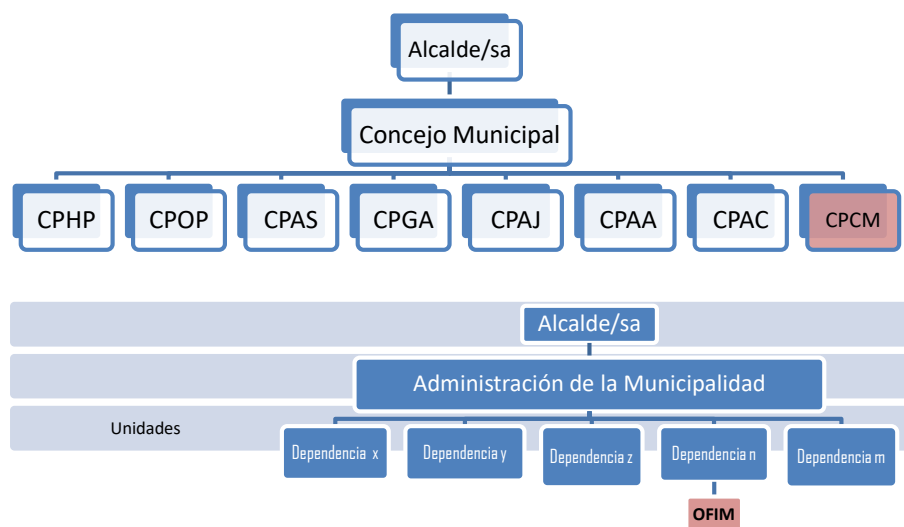 Alcalde/sa
Concejo Municipal
CPHP CPOP CPAS CPGA CPAJ CPAA CPAC CPCM
Alcalde/sa
Administración de la Municipalidad
Unidades
Dependencia x Dependencia y Dependencia z Dependencia n Dependencia m
OFIM